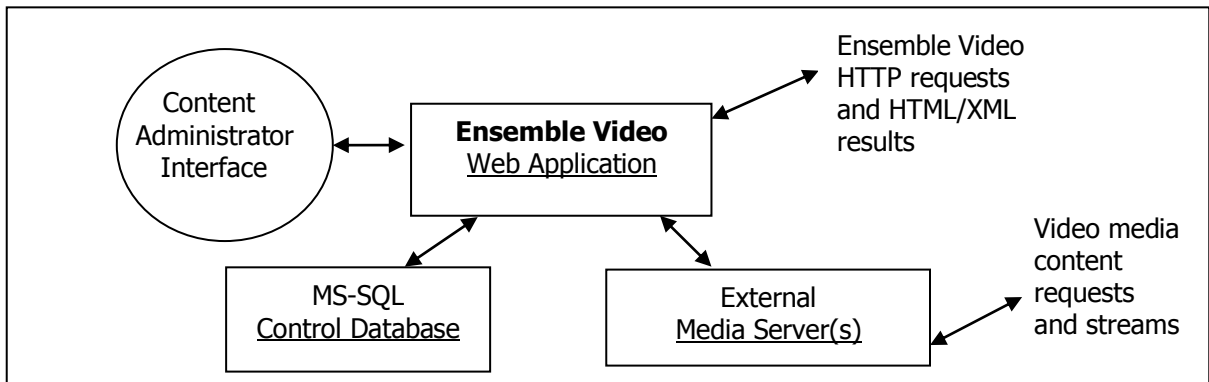 Content
Administrator
Interface
Ensemble Video
Web Application
Ensemble Video
HTTP requests
and HTML/XML
results
MS-SQL
Control Database
External
Media Server(s)
Video media
content
requests
and streams